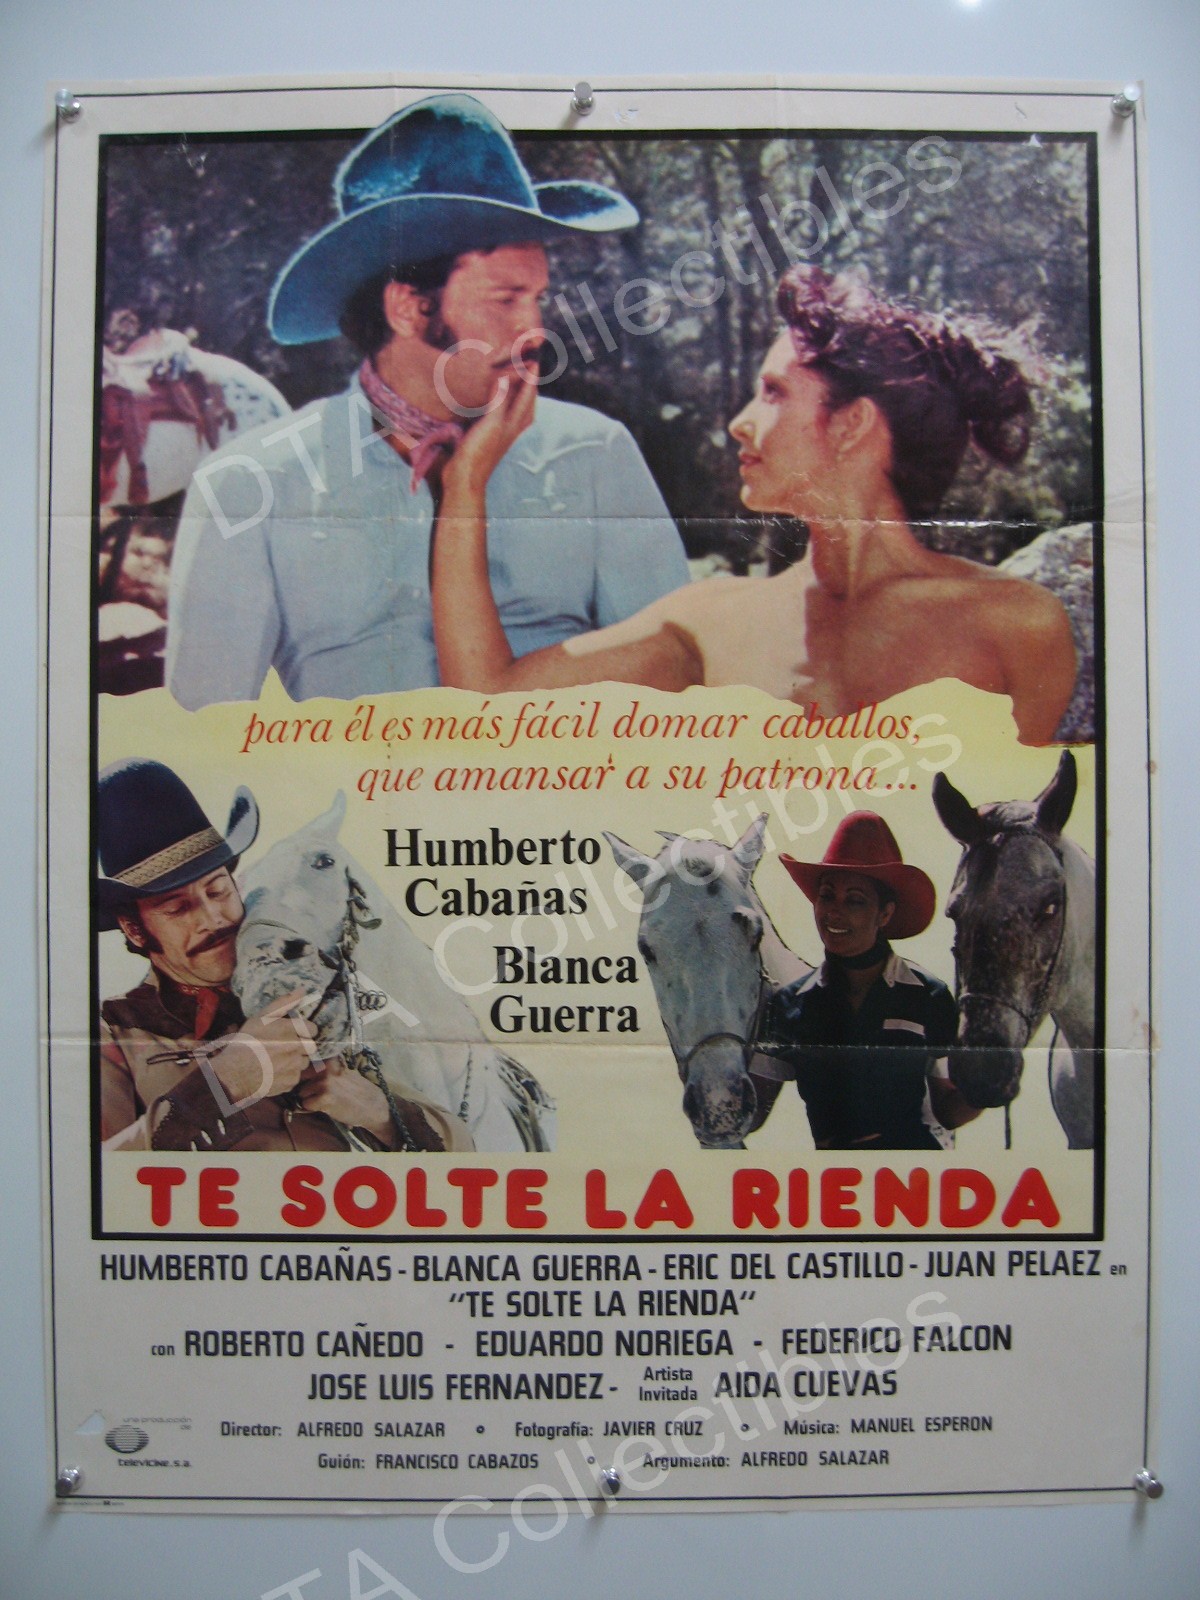 para él es más fácil domar caballos,
que amansar a su patrona...
Humberto
Cabañas
Blanca
Guerra
TE SOLTE LA RIENDA
HUMBERTO CABAÑAS - BLANCA GUERRA - ERIC DEL CASTILLO - JUAN PELAEZ en
"TE SOLTE LA RIENDA"
con ROBERTO CAÑEDO - EDUARDO NORIEGA - FEDERICO FALCON
JOSE LUIS FERNANDEZ - Artista Invitada AIDA CUEVAS
una producción
de
televicine, s.a.
Director: ALFREDO SALAZAR o Fotografía: JAVIER CRUZ o Música: MANUEL ESPERON
Guión: FRANCISCO CABAZOS o Argumento: ALFREDO SALAZAR
DTA Collectibles
DTA Collectibles
DTA Collectibles